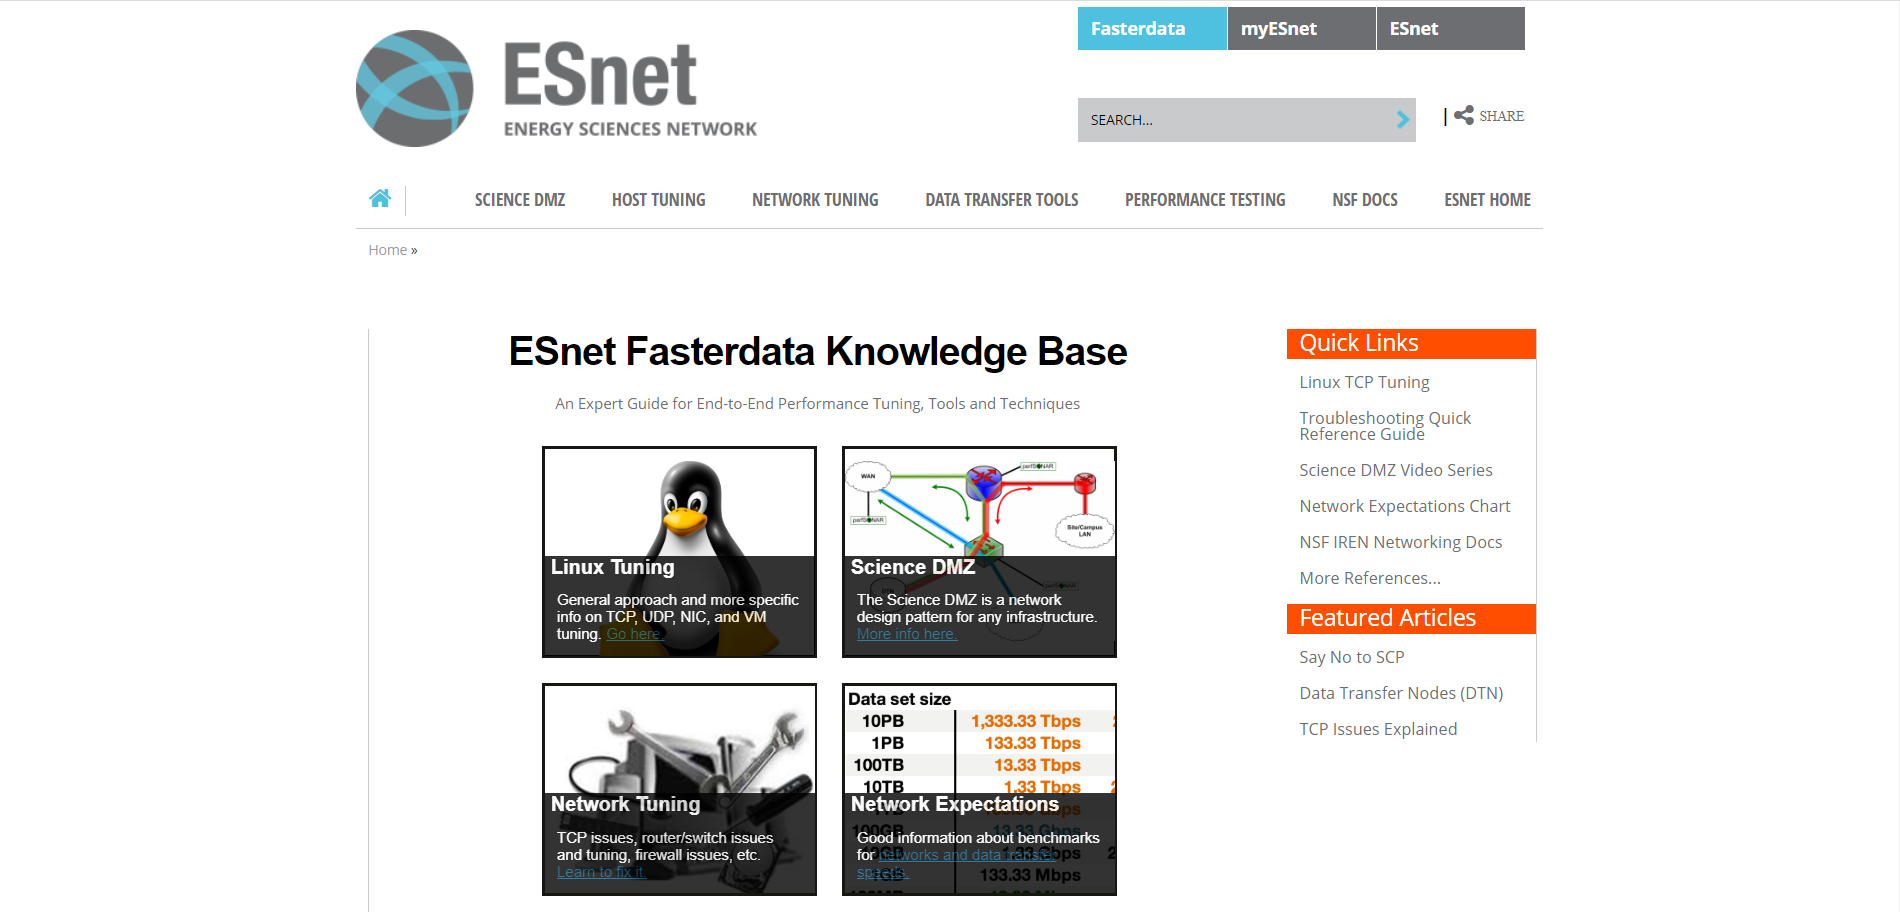 Fasterdata
myESnet
ESnet
ESnet
ENERGY SCIENCES NETWORK
SEARCH...
SHARE
SCIENCE DMZ
HOST TUNING
NETWORK TUNING
DATA TRANSFER TOOLS
PERFORMANCE TESTING
NSF DOCS
ESNET HOME
Home »
ESnet Fasterdata Knowledge Base
An Expert Guide for End-to-End Performance Tuning, Tools and Techniques
Linux Tuning
General approach and more specific
info on TCP, UDP, NIC, and VM
tuning. Go here.
WAN
perfSONAR
perfSONAR
Site/Campus
LAN
Science DMZ
The Science DMZ is a network
design pattern for any infrastructure.
More info here.
Network Tuning
TCP issues, router/switch issues
and tuning, firewall issues, etc.
Learn to fix it.
Data set size
10PB 1,333.33 Tbps
1PB 133.33 Tbps
100TB 13.33 Tbps
10TB 1.33 Tbps
Network Expectations
Good information about benchmarks
for networks and data transfer
speeds.
133.33 Mbps
Quick Links
Linux TCP Tuning
Troubleshooting Quick
Reference Guide
Science DMZ Video Series
Network Expectations Chart
NSF IREN Networking Docs
More References...
Featured Articles
Say No to SCP
Data Transfer Nodes (DTN)
TCP Issues Explained